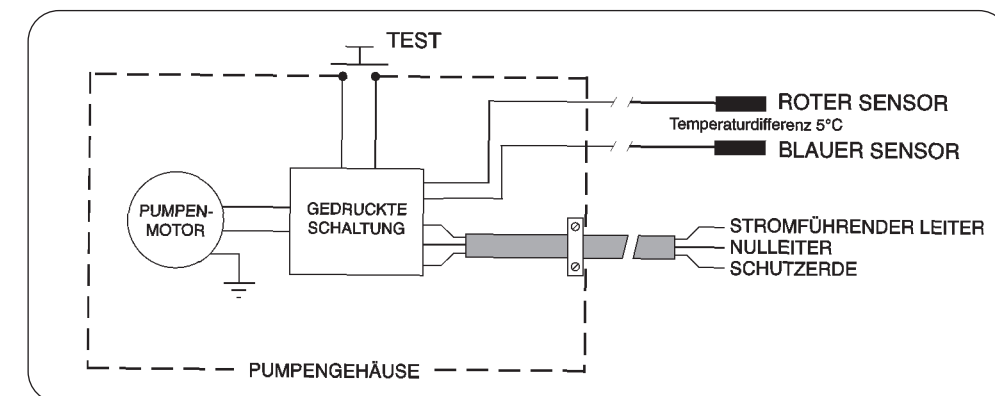 TEST
ROTER SENSOR
Temperaturdifferenz 5°C
BLAUER SENSOR
PUMPEN-
MOTOR
GEDRUCKTE
SCHALTUNG
STROMFÜHRENDER LEITER
NULLEITER
SCHUTZERDE
PUMPENGEHÄUSE